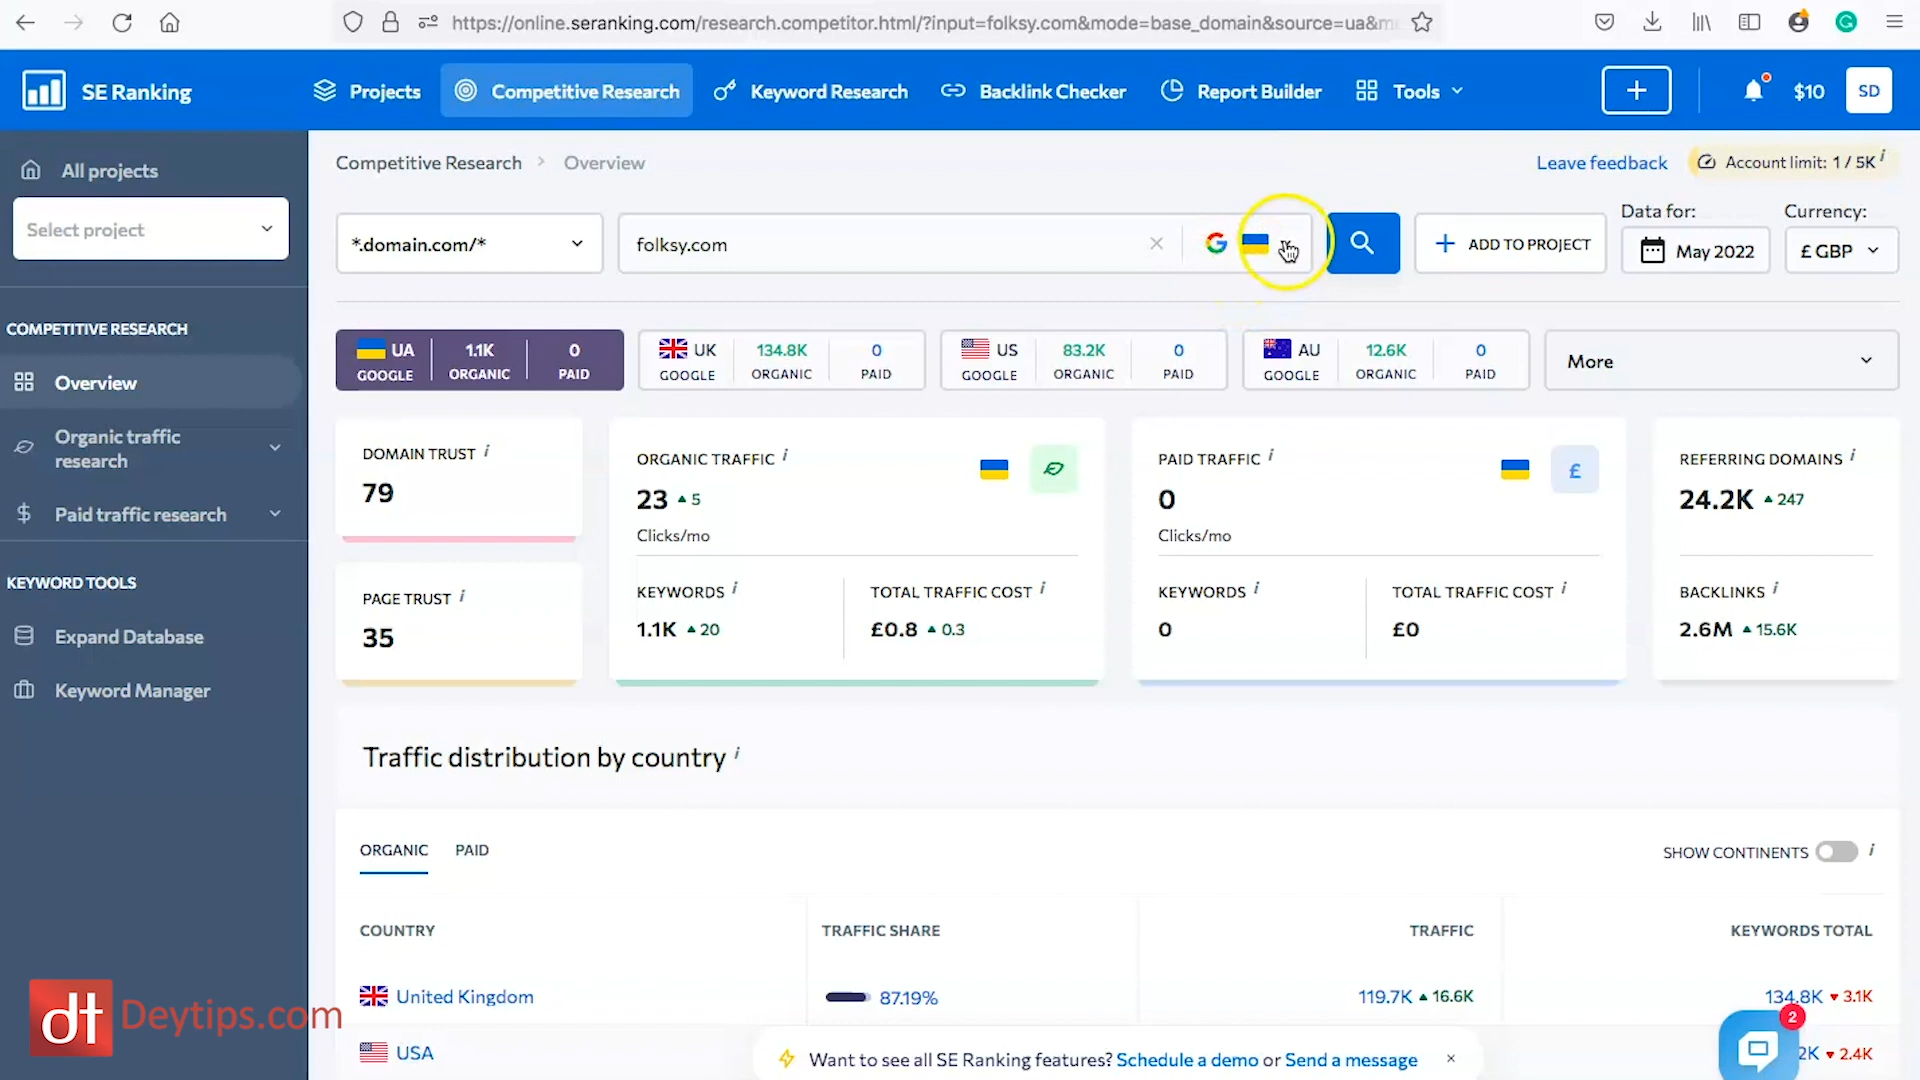 https://online.seranking.com/research.competitor.html/?input=folksy.com&mode=base_domain&source=ua&m
SE Ranking
Projects
Competitive Research
Keyword Research
Backlink Checker
Report Builder
Tools
$10
SD
All projects
Select project
COMPETITIVE RESEARCH
Overview
Organic traffic
research
Paid traffic research
KEYWORD TOOLS
Expand Database
Keyword Manager
Competitive Research > Overview
Leave feedback
Account limit: 1 / 5K i
*.domain.com/*
folksy.com
G
+ ADD TO PROJECT
Data for:
May 2022
Currency:
£ GBP
UA
GOOGLE
1.1K
ORGANIC
0
PAID
UK
GOOGLE
134.8K
ORGANIC
0
PAID
US
GOOGLE
83.2K
ORGANIC
0
PAID
AU
GOOGLE
12.6K
ORGANIC
0
PAID
More
DOMAIN TRUST i
79
PAGE TRUST i
35
ORGANIC TRAFFIC i
23 ▲ 5
Clicks/mo
KEYWORDS i
1.1K ▲ 20
TOTAL TRAFFIC COST i
£0.8 ▲ 0.3
PAID TRAFFIC i
£
0
Clicks/mo
KEYWORDS i
0
TOTAL TRAFFIC COST i
£0
REFERRING DOMAINS i
24.2K ▲ 247
BACKLINKS i
2.6M ▲ 15.6K
Traffic distribution by country i
ORGANIC
PAID
SHOW CONTINENTS i
COUNTRY
TRAFFIC SHARE
TRAFFIC
KEYWORDS TOTAL
United Kingdom
87.19%
119.7K ▲ 16.6K
134.8K ▼ 3.1K
USA
2K ▼ 2.4K
2
Want to see all SE Ranking features? Schedule a demo or Send a message ×
dt Deytips.com